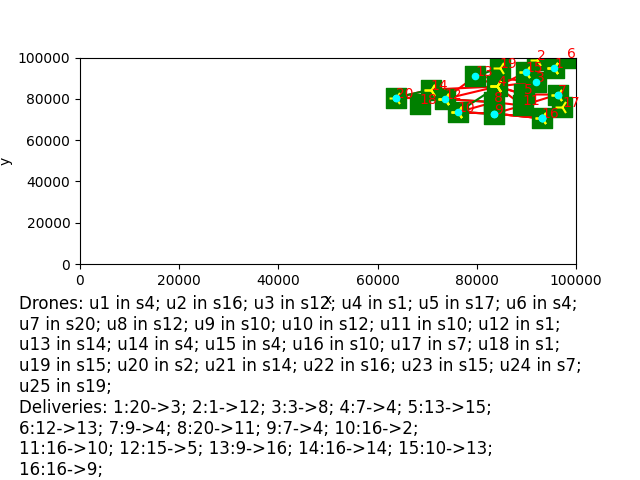 100000
80000
60000
40000
20000
0
y
0 20000 40000 60000 80000 100000
x
2
6
Drones: u1 in s4; u2 in s16; u3 in s12; u4 in s1; u5 in s17; u6 in s4;
u7 in s20; u8 in s12; u9 in s10; u10 in s12; u11 in s10; u12 in s1;
u13 in s14; u14 in s4; u15 in s4; u16 in s10; u17 in s7; u18 in s1;
u19 in s15; u20 in s2; u21 in s14; u22 in s16; u23 in s15; u24 in s7;
u25 in s19;
Deliveries: 1:20->3; 2:1->12; 3:3->8; 4:7->4; 5:13->15;
6:12->13; 7:9->4; 8:20->11; 9:7->4; 10:16->2;
11:16->10; 12:15->5; 13:9->16; 14:16->14; 15:10->13;
16:16->9;